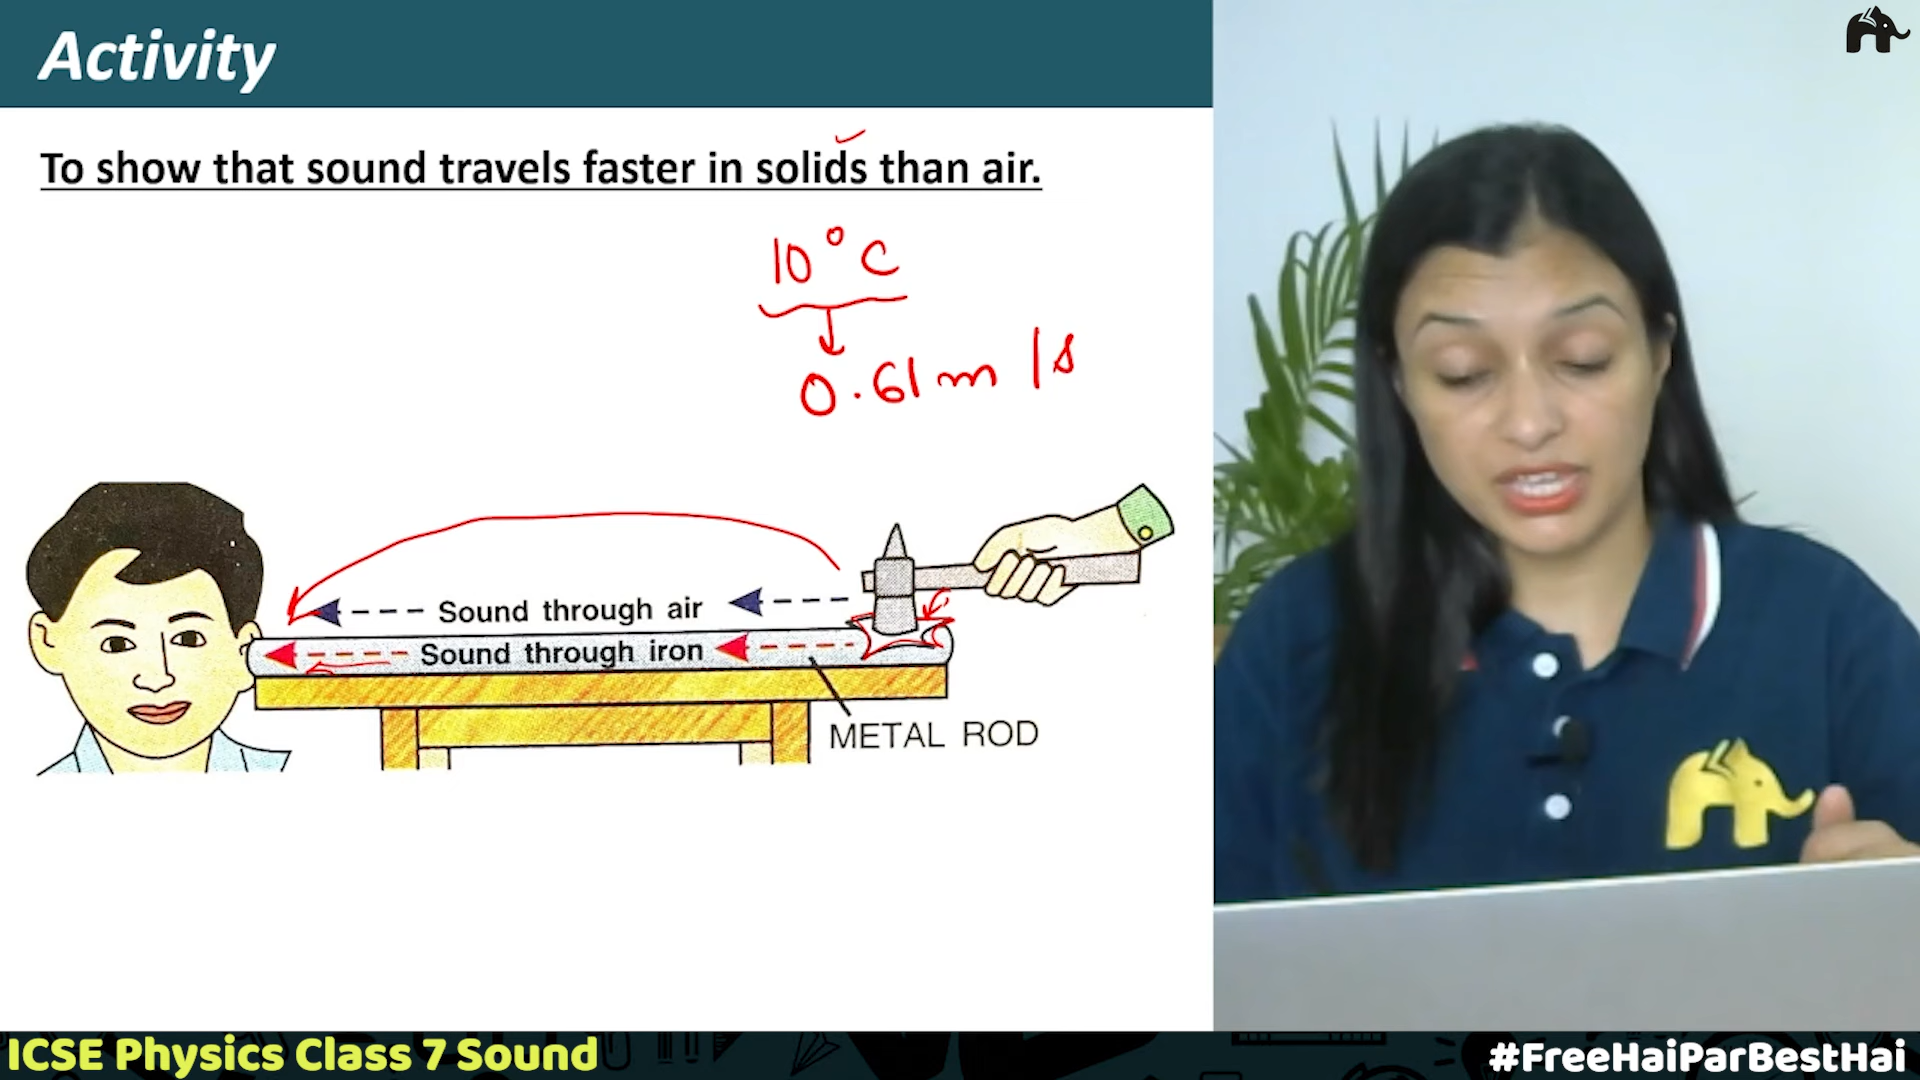 Activity
To show that sound travels faster in solids than air.
10°C
0.61m/s
Sound through air
Sound through iron
METAL ROD
ICSE Physics Class 7 Sound
#FreeHaiParBestHai